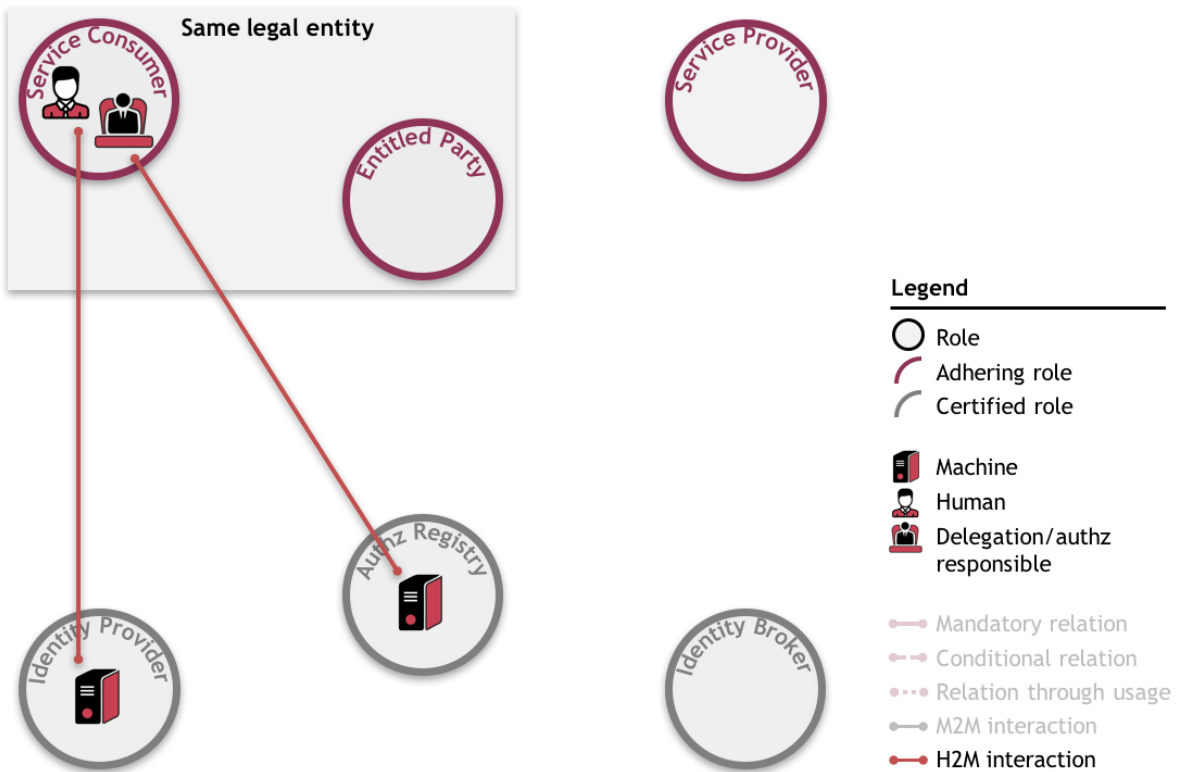 Same legal entity
Service Consumer
Service Provider
Entitled Party
Legend
Role
Adhering role
Certified role
Machine
Human
Delegation/authz
responsible
Authz Registry
Identity Provider
Identity Broker
Mandatory relation
Conditional relation
Relation through usage
M2M interaction
H2M interaction